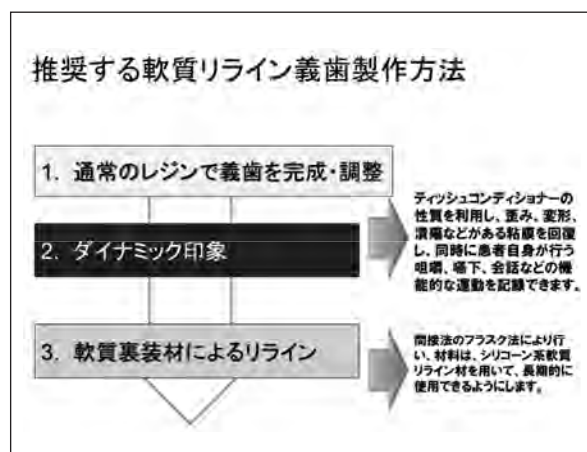 推奨する軟質リライン義歯製作方法
1. 通常のレジンで義歯を完成・調整
2. ダイナミック印象
ティッシュコンディショナーの
性質を利用し、歪み、変形、
潰瘍などがある粘膜を回復
し、同時に患者自身が行う
咀嚼、嚥下、会話などの機
能的な運動を記録できます。
3. 軟質裏装材によるリライン
間接法のフラスク法により行
い、材料は、シリコーン系軟質
リライン材を用いて、長期的に
使用できるようにします。